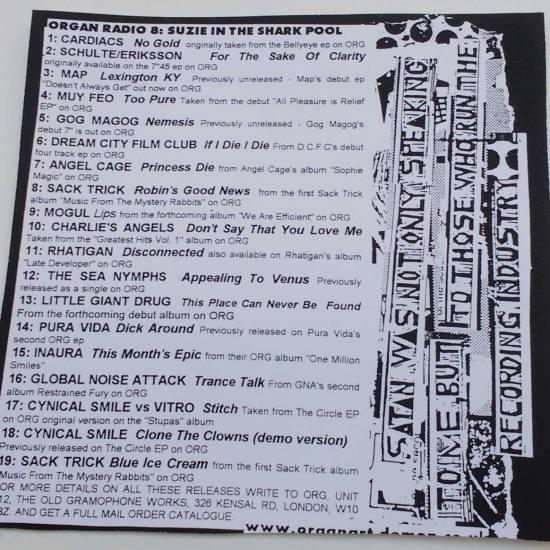 ORGAN RADIO 8: SUZIE IN THE SHARK POOL
1: CARDIACS No Gold originally taken from the Bellyeye ep on ORG
2: SCHULTE/ERIKSSON For The Sake Of Clarity
originally available on the 7"45 ep on ORG
3: MAP Lexington KY Previously unreleased - Map's debut ep
"Doesn't Always Get" out now on ORG
4: MUY FEO Too Pure Taken from the debut "All Pleasure is Relief
EP" on ORG
5: GOG MAGOG Nemesis Previously unreleased - Gog Magog's
debut 7" is out on ORG
6: DREAM CITY FILM CLUB If I Die I Die From D.C.F.C's debut
four track ep on ORG
7: ANGEL CAGE Princess Die from Angel Cage's album "Sophie
Magic" on ORG
8: SACK TRICK Robin's Good News from the first Sack Trick
album "Music From The Mystery Rabbits" on ORG
9: MOGUL Lips from the forthcoming album "We Are Efficient" on ORG
10: CHARLIE'S ANGELS Don't Say That You Love Me
Taken from the "Greatest Hits Vol. 1" album on ORG
11: RHATIGAN Disconnected also available on Rhatigan's album
"Late Developer" on ORG
12: THE SEA NYMPHS Appealing To Venus Previously
released as a single on ORG
13: LITTLE GIANT DRUG This Place Can Never Be Found
From the forthcoming debut album on ORG
14: PURA VIDA Dick Around Previously released on Pura Vida's
second ORG ep
15: INAURA This Month's Epic from their ORG album "One Million
Smiles"
16: GLOBAL NOISE ATTACK Trance Talk From GNA's second
album Restrained Fury on ORG
17: CYNICAL SMILE vs VITRO Stitch Taken from The Circle EP
on ORG original version on the "Stupas" album
18: CYNICAL SMILE Clone The Clowns (demo version)
Previously released on The Circle EP on ORG
19: SACK TRICK Blue Ice Cream from the first Sack Trick album
"Music From The Mystery Rabbits" on ORG
FOR MORE DETAILS ON ALL THESE RELEASES WRITE TO ORG, UNIT
12, THE OLD GRAMOPHONE WORKS, 326 KENSAL RD, LONDON, W10
BZ. AND GET A FULL MAIL ORDER CATALOGUE.
SATAN WAS NOT ONLY SPEAKING
TO ME BUT TO THOSE WHO RUN THE
RECORDING INDUSTRY